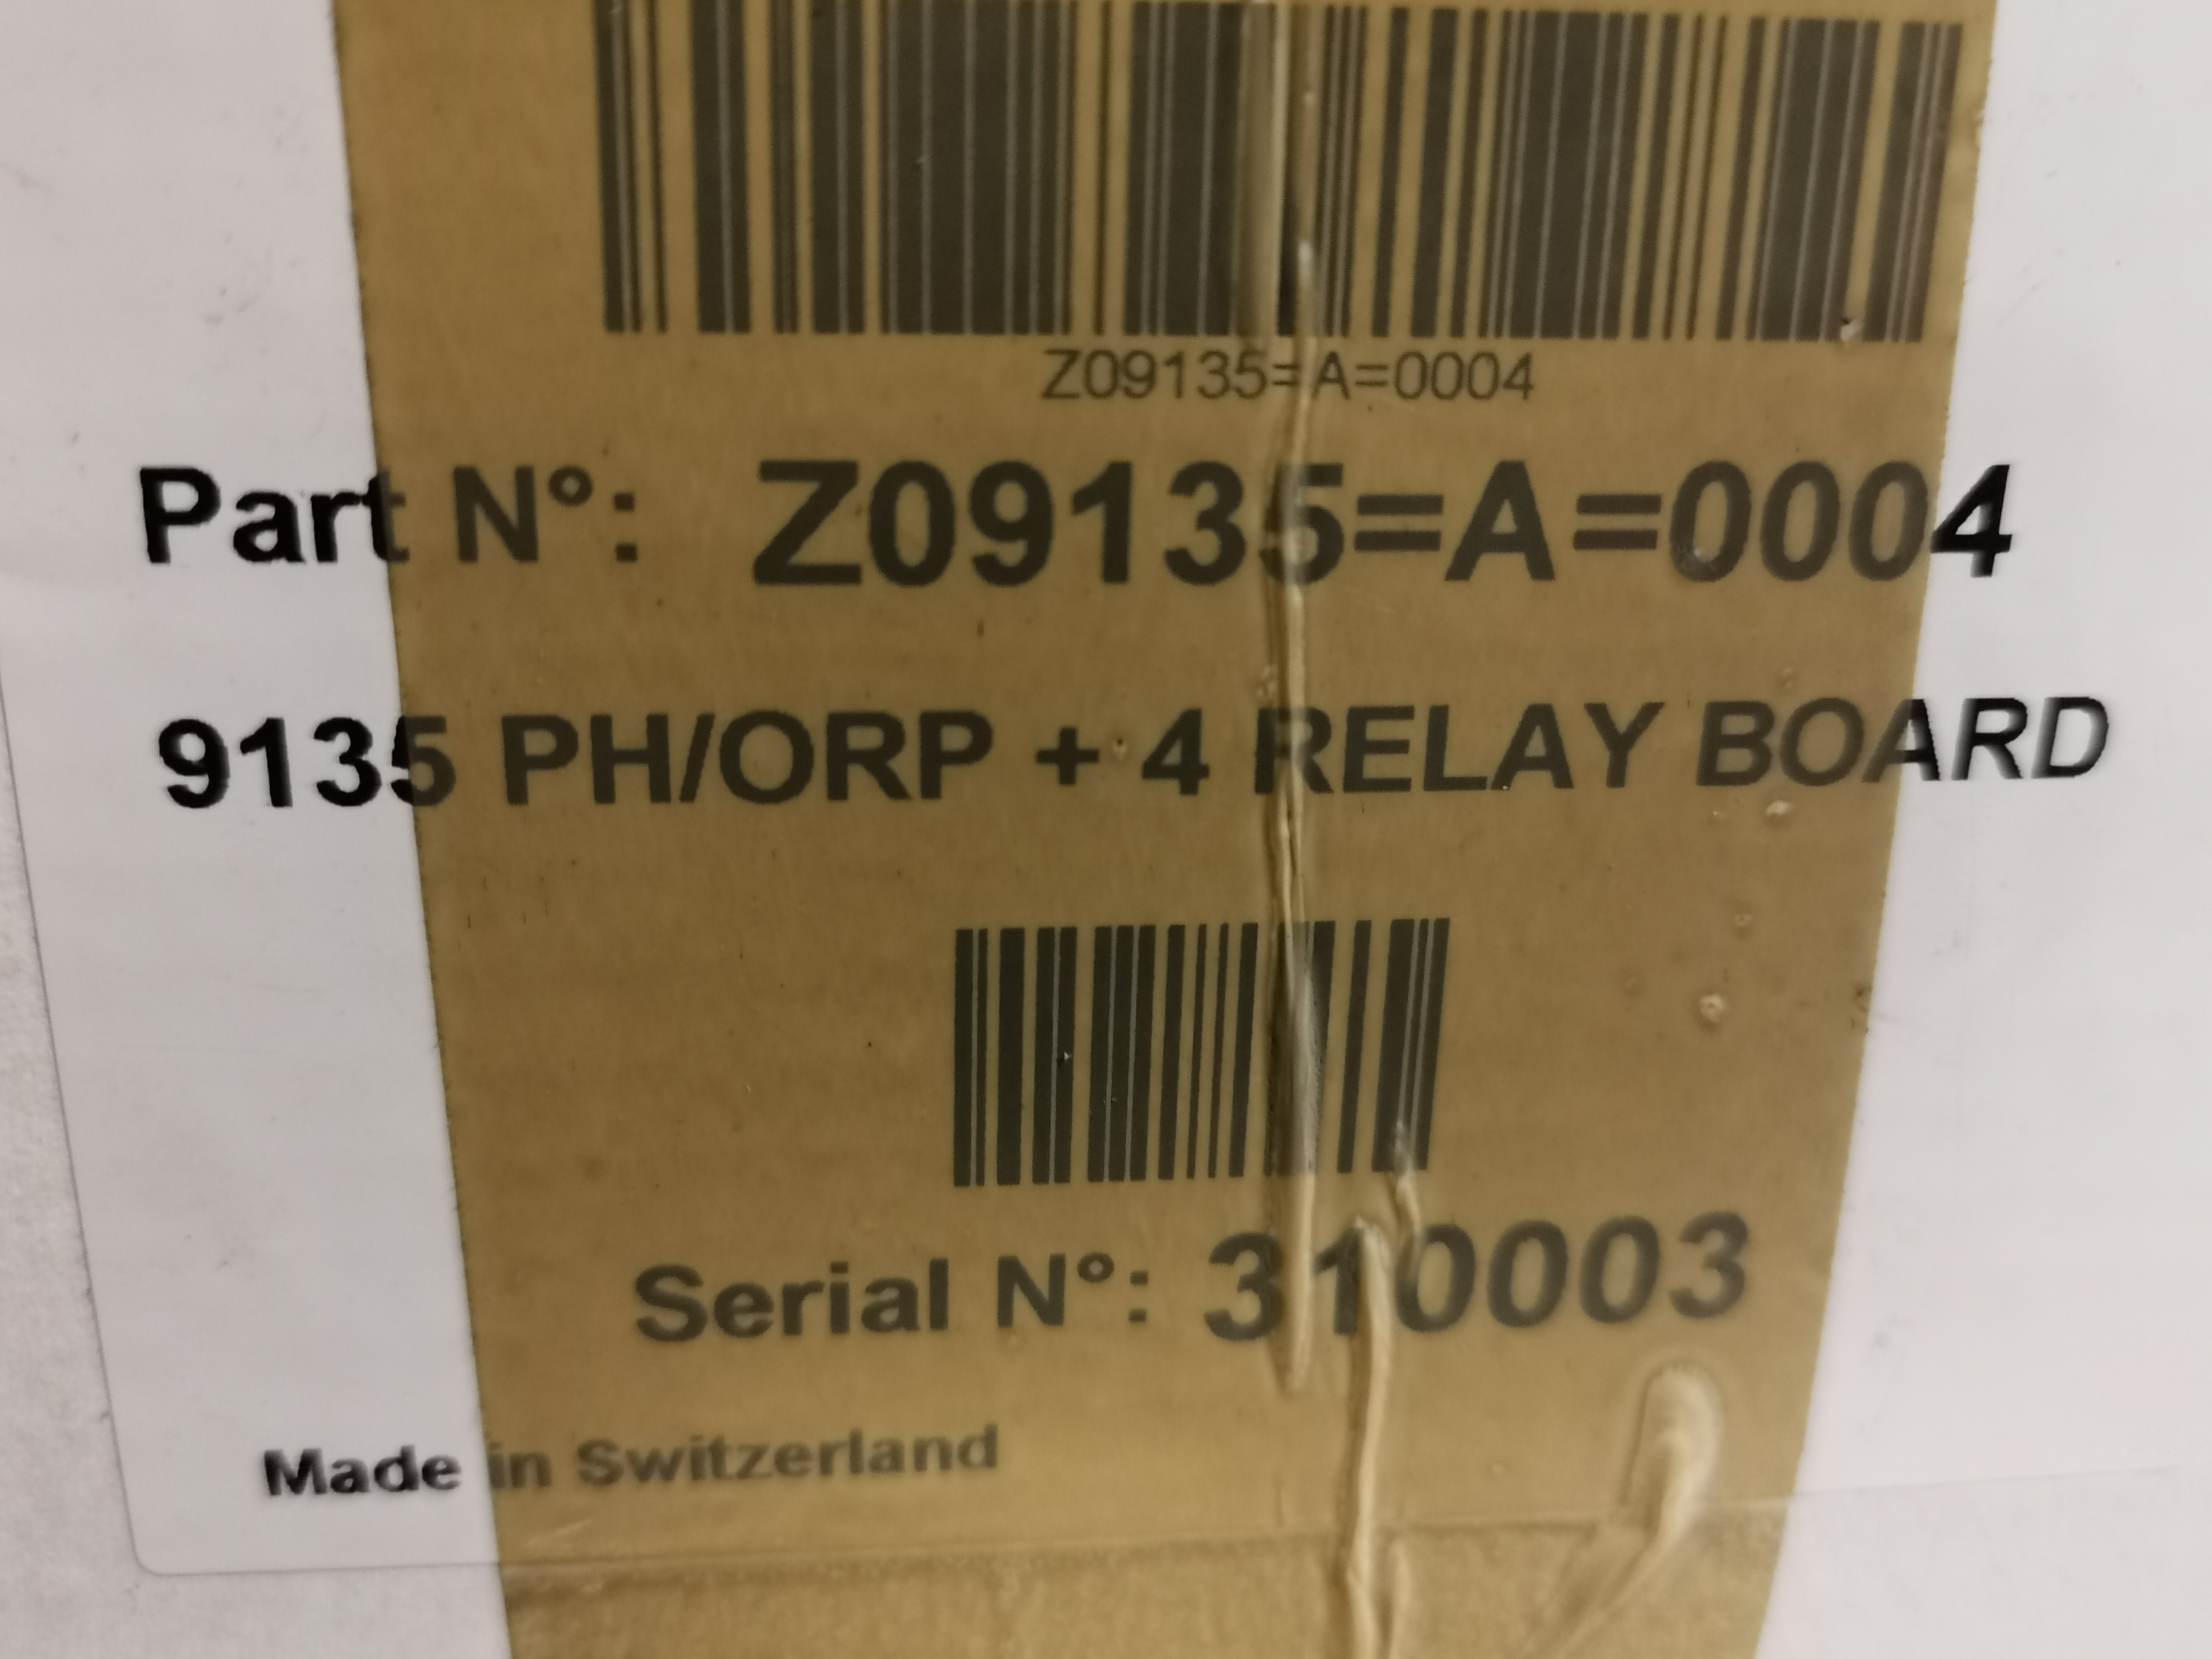 Z09135=A=0004
Part N°: Z09135=A=0004
9135 PH/ORP + 4 RELAY BOARD
Serial N°: 310003
Made in Switzerland